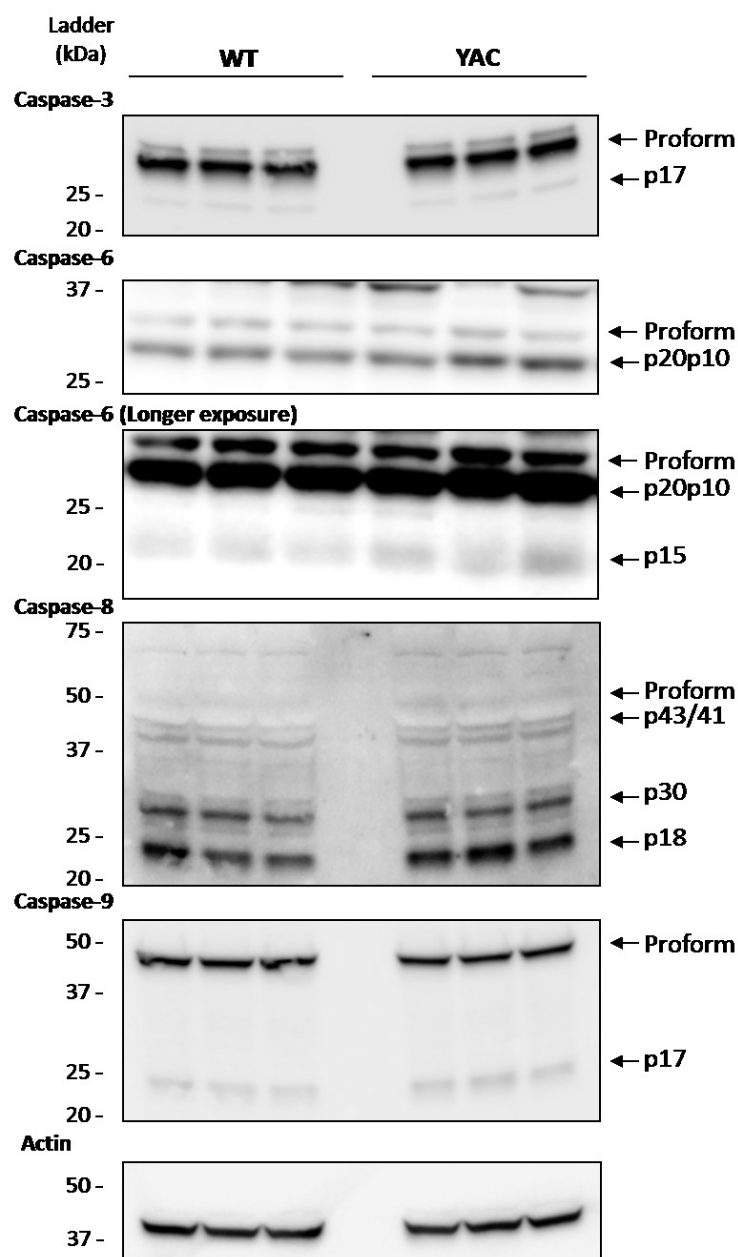 Ladder
(kDa)
WT YAC
Caspase-3
← Proform
← p17
25 -
20 -
Caspase-6
37 -
← Proform
← p20p10
25 -
Caspase-6 (Longer exposure)
← Proform
← p20p10
25 -
20 -
← p15
Caspase-8
75 -
50 -
← Proform
← p43/41
37 -
← p30
25 -
← p18
20 -
Caspase-9
50 -
← Proform
37 -
← p17
25 -
20 -
Actin
50 -
37 -